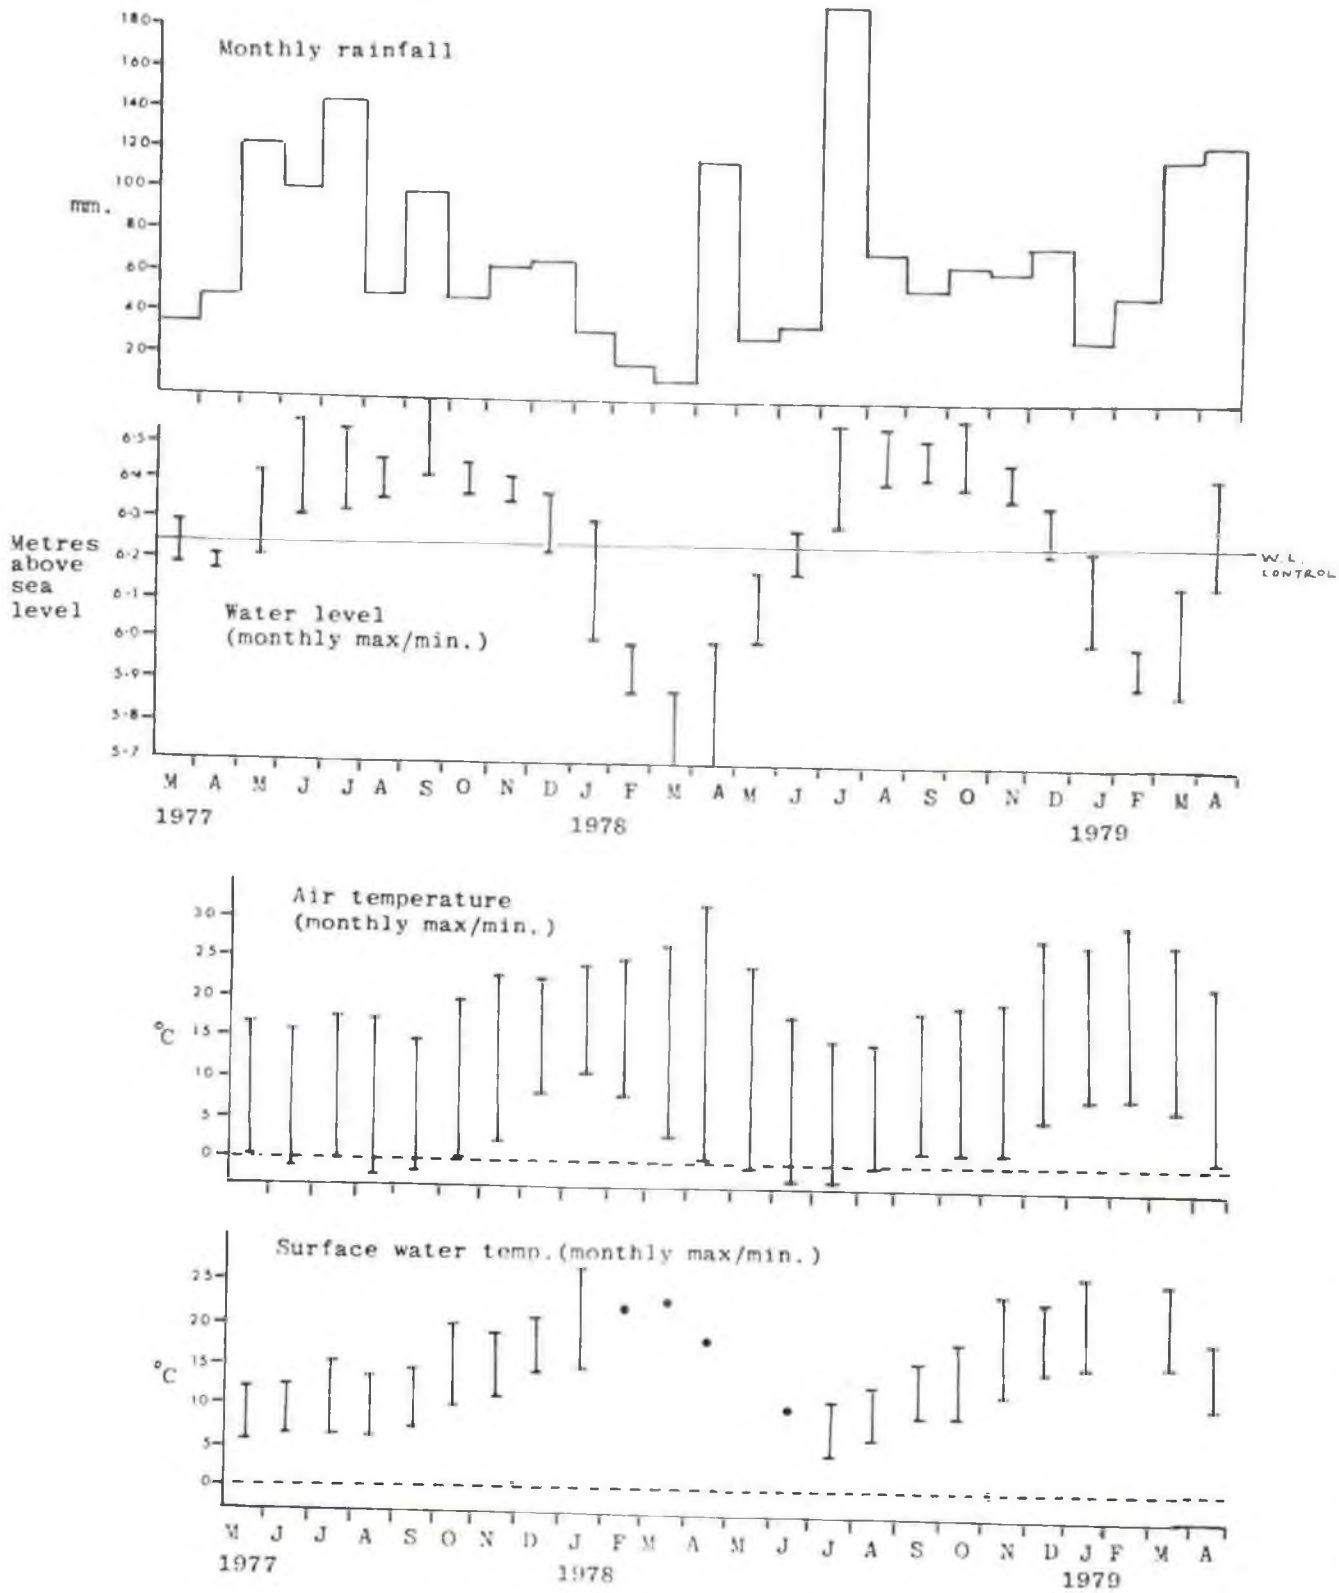 Monthly rainfall
180
160
140
120
100
80
60
40
20
mm.
6·5
6·4
6·3
6·2
6·1
6·0
5·9
5·8
5·7
Metres
above
sea
level
Water level
(monthly max/min.)
W.L.
CONTROL
M A M J J A S O N D J F M A M J J A S O N D J F M A
1977 1978 1979
Air temperature
(monthly max/min.)
30
25
20
15
10
5
0
°C
Surface water temp.(monthly max/min.)
25
20
15
10
5
0
°C
M J J A S O N D J F M A M J J A S O N D J F M A
1977 1978 1979